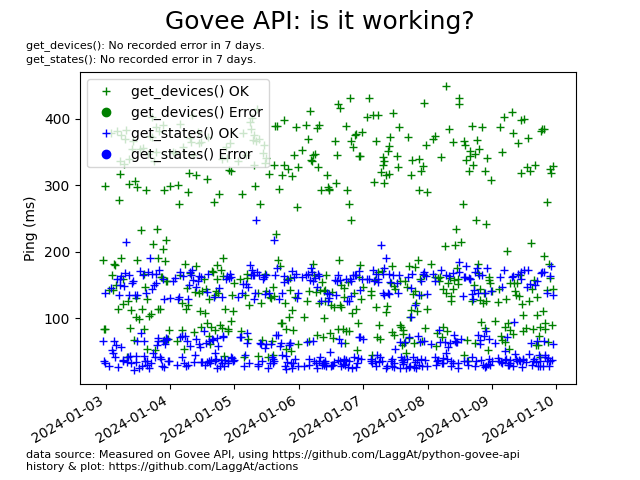 Govee API: is it working?
get_devices(): No recorded error in 7 days.
get_states(): No recorded error in 7 days.
get_devices() OK
get_devices() Error
get_states() OK
get_states() Error
400
300
200
100
Ping (ms)
2024-01-03
2024-01-04
2024-01-05
2024-01-06
2024-01-07
2024-01-08
2024-01-09
2024-01-10
data source: Measured on Govee API, using https://github.com/LaggAt/python-govee-api
history & plot: https://github.com/LaggAt/actions